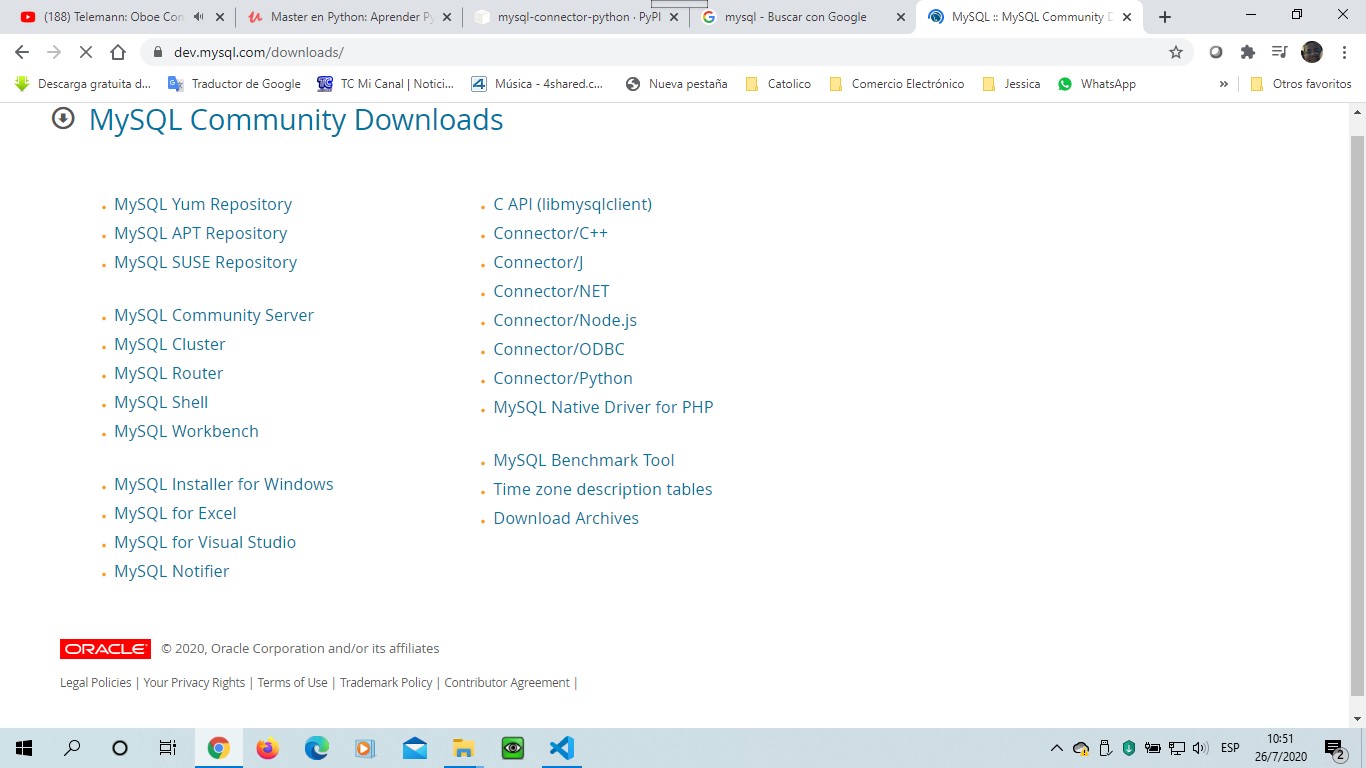 (188) Telemann: Oboe Con
Master en Python: Aprender Py
mysql-connector-python · PyPI
mysql - Buscar con Google
MySQL :: MySQL Community D
dev.mysql.com/downloads/
Descarga gratuita d...
Traductor de Google
TC Mi Canal | Notici...
Música - 4shared.c...
Nueva pestaña
Catolico
Comercio Electrónico
Jessica
WhatsApp
»
Otros favoritos
MySQL Community Downloads
MySQL Yum Repository
MySQL APT Repository
MySQL SUSE Repository
MySQL Community Server
MySQL Cluster
MySQL Router
MySQL Shell
MySQL Workbench
MySQL Installer for Windows
MySQL for Excel
MySQL for Visual Studio
MySQL Notifier
C API (libmysqlclient)
Connector/C++
Connector/J
Connector/NET
Connector/Node.js
Connector/ODBC
Connector/Python
MySQL Native Driver for PHP
MySQL Benchmark Tool
Time zone description tables
Download Archives
ORACLE © 2020, Oracle Corporation and/or its affiliates
Legal Policies | Your Privacy Rights | Terms of Use | Trademark Policy | Contributor Agreement |
ESP
10:51
26/7/2020
2